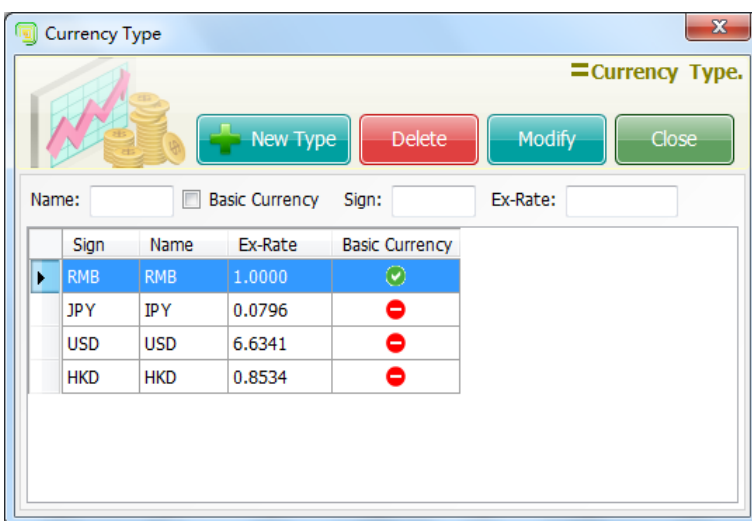 Currency Type
=Currency Type.
New Type Delete Modify Close
Name: Basic Currency Sign: Ex-Rate:
Sign Name Ex-Rate Basic Currency
RMB RMB 1.0000
JPY IPY 0.0796
USD USD 6.6341
HKD HKD 0.8534